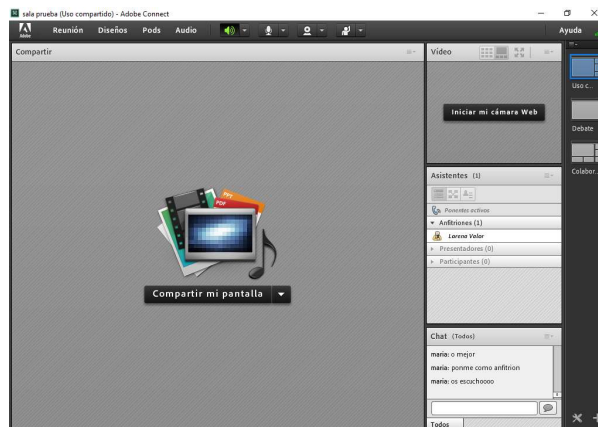 sala prueba (Uso compartido) - Adobe Connect
Adobe
Reunión Diseños Pods Audio Ayuda
Compartir
PPT
PDF
Compartir mi pantalla
Vídeo
Iniciar mi cámara Web
Asistentes (1)
Ponentes activos
Anfitriones (1)
Lorena Valor
Presentadores (0)
Participantes (0)
Chat (Todos)
maria: o mejor
maria: ponme como anfitrion
maria: os escuchoooo
Todos
Uso c...
Debate
Colabor...